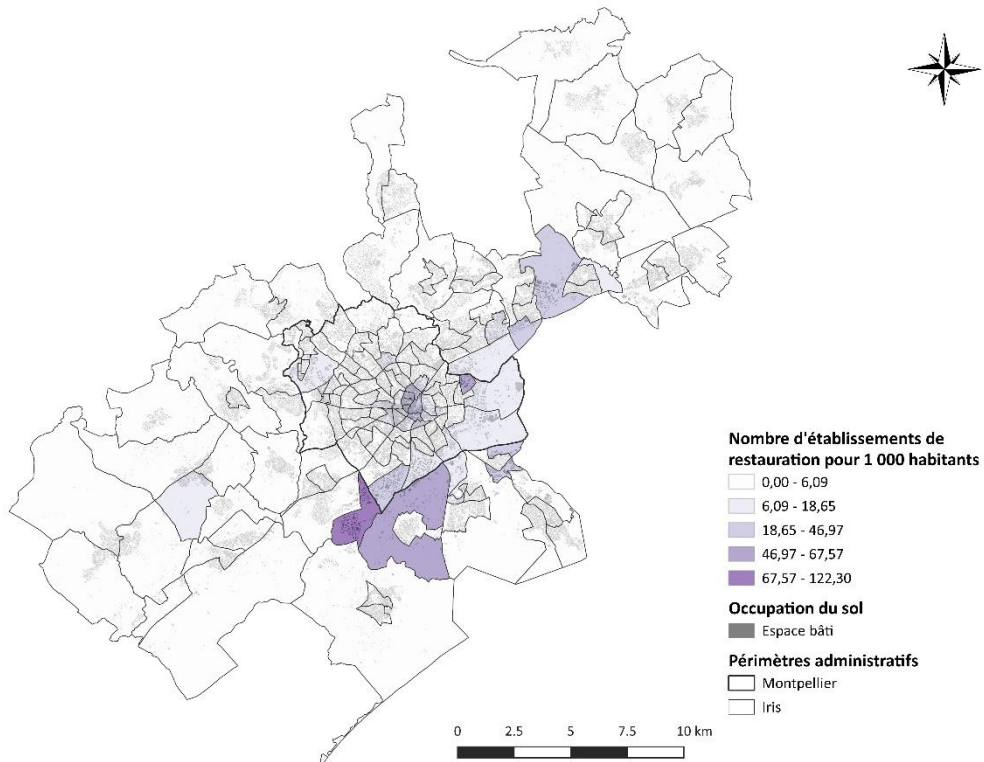 Nombre d'établissements de
restauration pour 1 000 habitants
0,00 - 6,09
6,09 - 18,65
18,65 - 46,97
46,97 - 67,57
67,57 - 122,30
Occupation du sol
Espace bâti
Périmètres administratifs
Montpellier
Iris
0 2.5 5 7.5 10 km